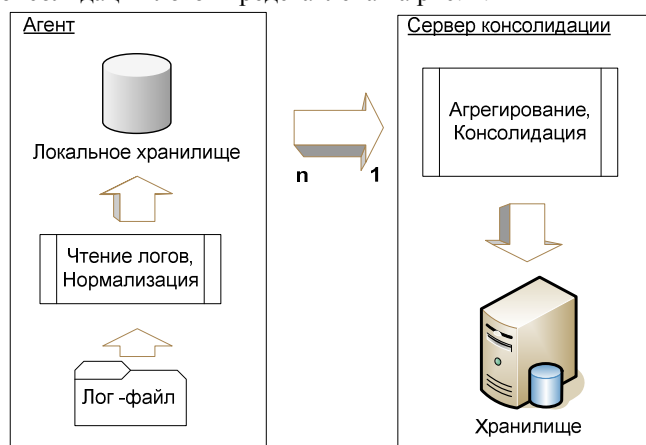 Агент
Локальное хранилище
Чтение логов,
Нормализация
Лог -файл
n 1
Сервер консолидации
Агрегирование,
Консолидация
Хранилище